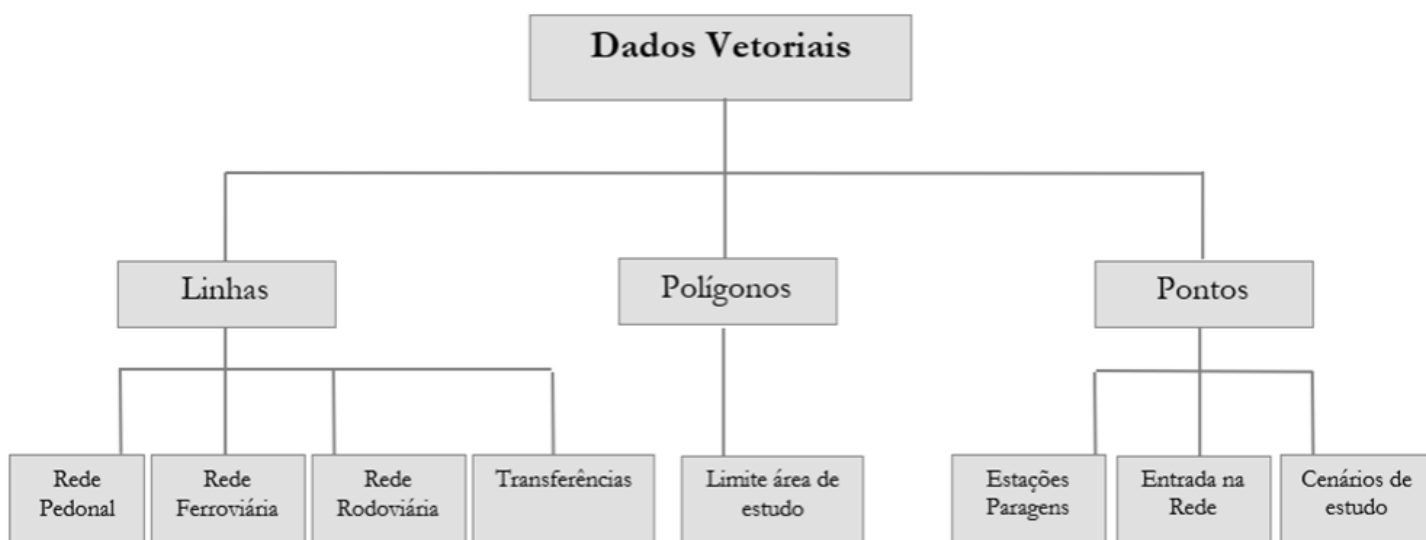 Dados Vetoriais
Linhas
Polígonos
Pontos
Rede
Pedonal
Rede
Ferroviária
Rede
Rodoviária
Transferências
Limite área de
estudo
Estações
Paragens
Entrada na
Rede
Cenários de
estudo